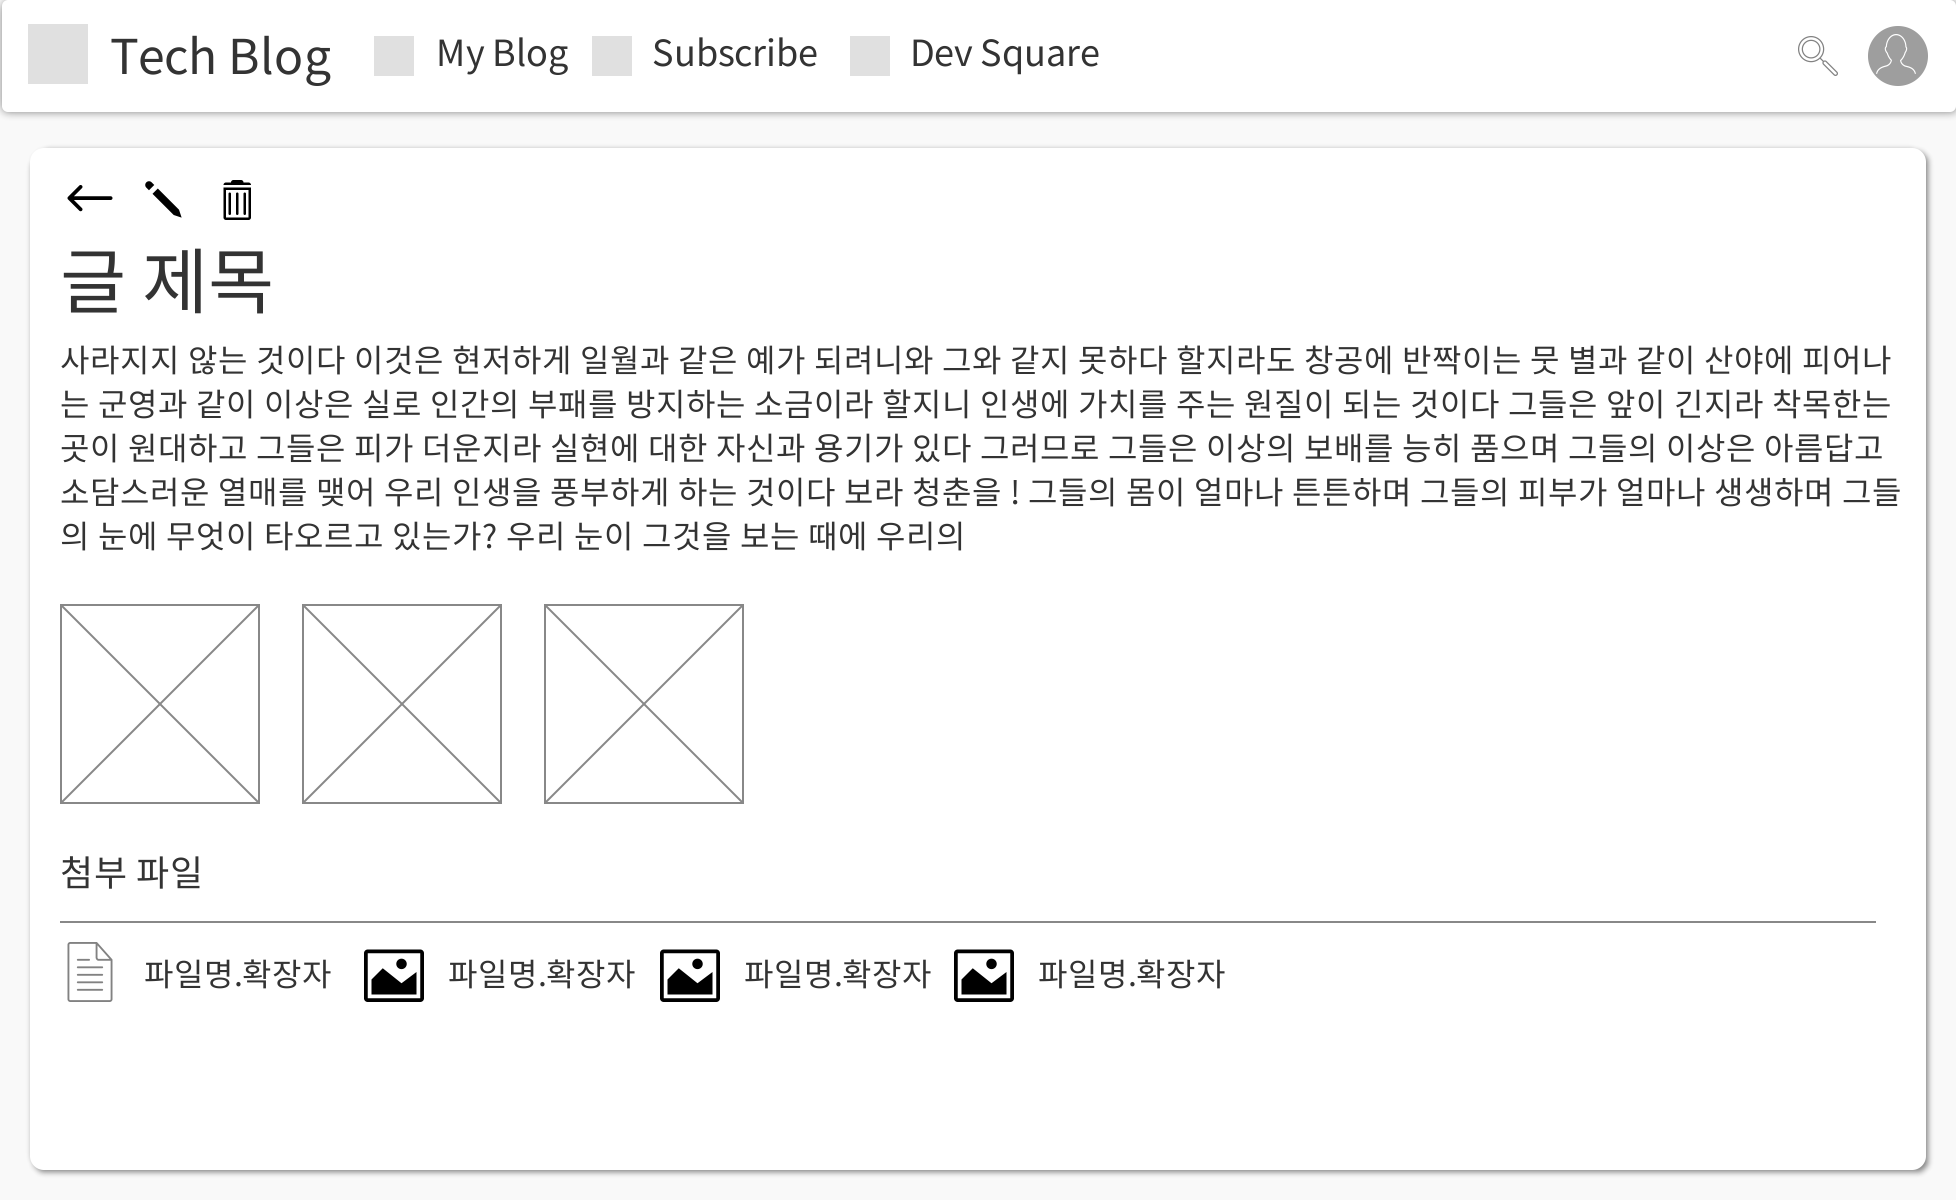 Tech Blog My Blog Subscribe Dev Square
글 제목
사라지지 않는 것이다 이것은 현저하게 일월과 같은 예가 되려니와 그와 같지 못하다 할지라도 창공에 반짝이는 뭇 별과 같이 산야에 피어나
는 군영과 같이 이상은 실로 인간의 부패를 방지하는 소금이라 할지니 인생에 가치를 주는 원질이 되는 것이다 그들은 앞이 긴지라 착목한는
곳이 원대하고 그들은 피가 더운지라 실현에 대한 자신과 용기가 있다 그러므로 그들은 이상의 보배를 능히 품으며 그들의 이상은 아름답고
소담스러운 열매를 맺어 우리 인생을 풍부하게 하는 것이다 보라 청춘을 ! 그들의 몸이 얼마나 튼튼하며 그들의 피부가 얼마나 생생하며 그들
의 눈에 무엇이 타오르고 있는가? 우리 눈이 그것을 보는 때에 우리의
첨부 파일
파일명.확장자 파일명.확장자 파일명.확장자 파일명.확장자